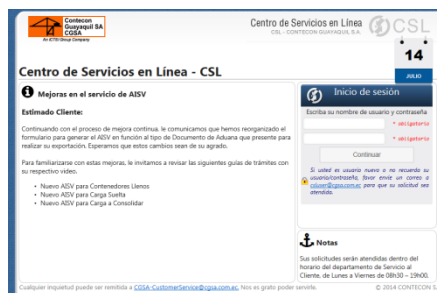 Contecon
Guayaquil SA
CGSA
An ICTSI Group Company
Centro de Servicios en Línea
CSL - CONTECON GUAYAQUIL S.A.
CSL
14
JULIO
Centro de Servicios en Línea - CSL
Mejoras en el servicio de AISV
Estimado Cliente:
Continuando con el proceso de mejora continua, le comunicamos que hemos reorganizado el
formulario para generar el AISV en función al tipo de Documento de Aduana que presente para
realizar su exportación. Esperamos que estos cambios sean de su agrado.
Para familiarizarse con estas mejoras, le invitamos a revisar las siguientes guías de trámites con
su respectivo video.
• Nuevo AISV para Contenedores Llenos
• Nuevo AISV para Carga Suelta
• Nuevo AISV para Carga a Consolidar
Inicio de sesión
Escriba su nombre de usuario y contraseña
* obligatorio
* obligatorio
Continuar
Si usted es usuario nuevo o no recuerda su
usuario/contraseña, favor envíe un correo a
csluser@cgsa.com.ec para que su solicitud sea
atendida.
Notas
Sus solicitudes serán atendidas dentro del
horario del departamento de Servicio al
Cliente, de Lunes a Viernes de 08h30 – 19h00.
Cualquier inquietud puede ser remitida a CGSA-CustomerService@cgsa.com.ec. Nos es grato poder servirle.
© 2014 CONTECON S